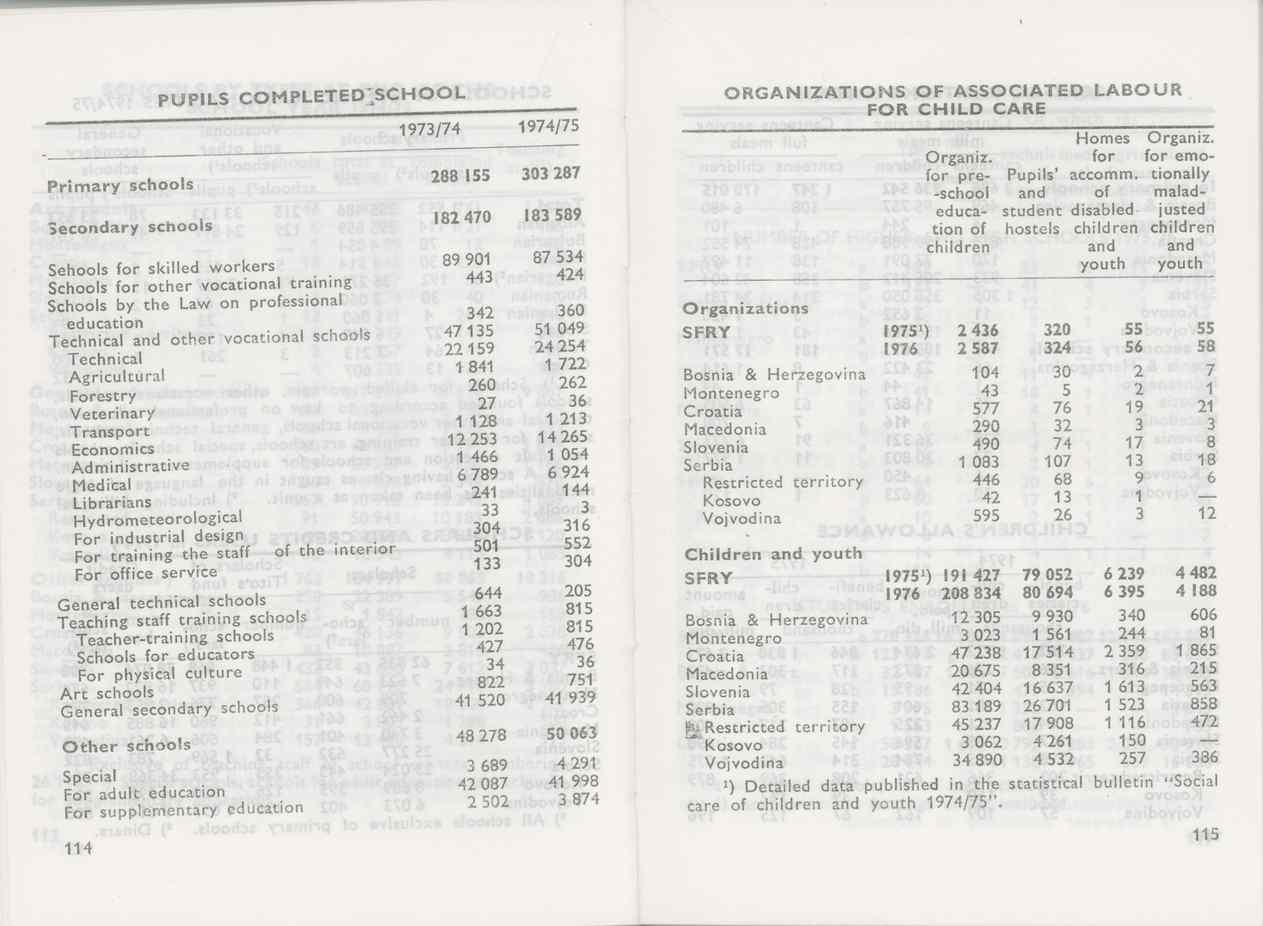 PUPILS COMPLETED SCHOOL
1973/74 1974/75
Primary schools 288 155 303 287
Secondary schools 182 470 183 589
Sehools for skilled workers 89 901 87 534
Schools for other vocational training 443 424
Schools by the Law on professional
education 342 360
Technical and other vocational schools 47 135 51 049
Technical 22 159 24 254
Agricultural 1 841 1 722
Forestry 260 262
Veterinary 27 36
Transport 1 128 1 213
Economics 12 253 14 265
Administrative 1 466 1 054
Medical 6 789 6 924
Librarians 241 144
Hydrometeorological 33 3
For industrial design 304 316
For training the staff of the interior 501 552
For office service 133 304
General technical schools 644 205
Teaching staff training schools 1 663 815
Teacher-training schools 1 202 815
Schools for educators 427 476
For physical culture 34 36
Art schools 822 751
General secondary schools 41 520 41 939
Other schools 48 278 50 063
Special 3 689 4 291
For adult education 42 087 41 998
For supplementary education 2 502 3 874
114
ORGANIZATIONS OF ASSOCIATED LABOUR
FOR CHILD CARE
Homes Organiz.
Organiz. for for emo-
for pre- Pupils' accomm. tionally
-school and of malad-
educa- student disabled justed
tion of hostels children children
children and and
youth youth
Organizations
SFRY 1975¹) 2 436 320 55 55
1976 2 587 324 56 58
Bosnia & Herzegovina 104 30 2 7
Montenegro 43 5 2 1
Croatia 577 76 19 21
Macedonia 290 32 3 3
Slovenia 490 74 17 8
Serbia 1 083 107 13 18
Restricted territory 446 68 9 6
Kosovo 42 13 1 —
Vojvodina 595 26 3 12
Children and youth
SFRY 1975¹) 191 427 79 052 6 239 4 482
1976 208 834 80 694 6 395 4 188
Bosnia & Herzegovina 12 305 9 930 340 606
Montenegro 3 023 1 561 244 81
Croatia 47 238 17 514 2 359 1 865
Macedonia 20 675 8 351 316 215
Slovenia 42 404 16 637 1 613 563
Serbia 83 189 26 701 1 523 858
Restricted territory 45 237 17 908 1 116 472
Kosovo 3 062 4 261 150 —
Vojvodina 34 890 4 532 257 386
¹) Detailed data published in the statistical bulletin "Social
care of children and youth 1974/75".
115